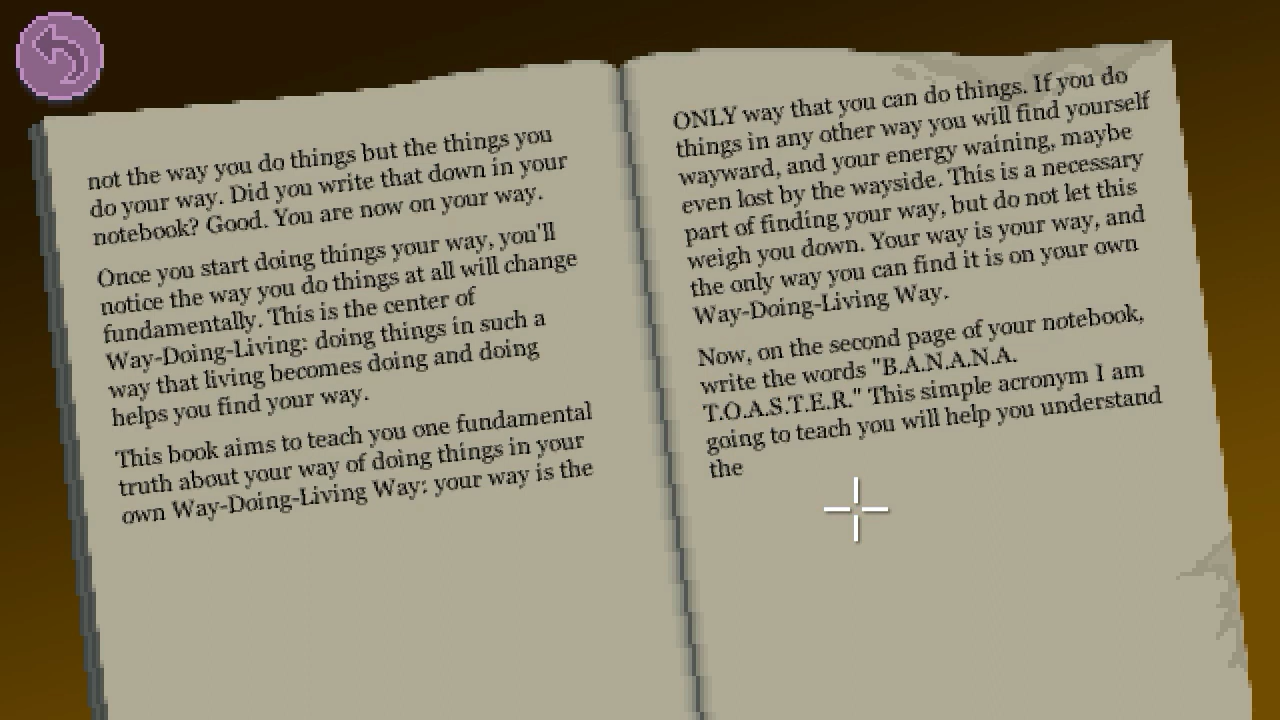 not the way you do things but the things you
do your way. Did you write that down in your
notebook? Good. You are now on your way.
Once you start doing things your way, you'll
notice the way you do things at all will change
fundamentally. This is the center of
Way-Doing-Living: doing things in such a
way that living becomes doing and doing
helps you find your way.
This book aims to teach you one fundamental
truth about your way of doing things in your
own Way-Doing-Living Way: your way is the
ONLY way that you can do things. If you do
things in any other way you will find yourself
wayward, and your energy waining, maybe
even lost by the wayside. This is a necessary
part of finding your way, but do not let this
weigh you down. Your way is your way, and
the only way you can find it is on your own
Way-Doing-Living Way.
Now, on the second page of your notebook,
write the words "B.A.N.A.N.A.
T.O.A.S.T.E.R." This simple acronym I am
going to teach you will help you understand
the